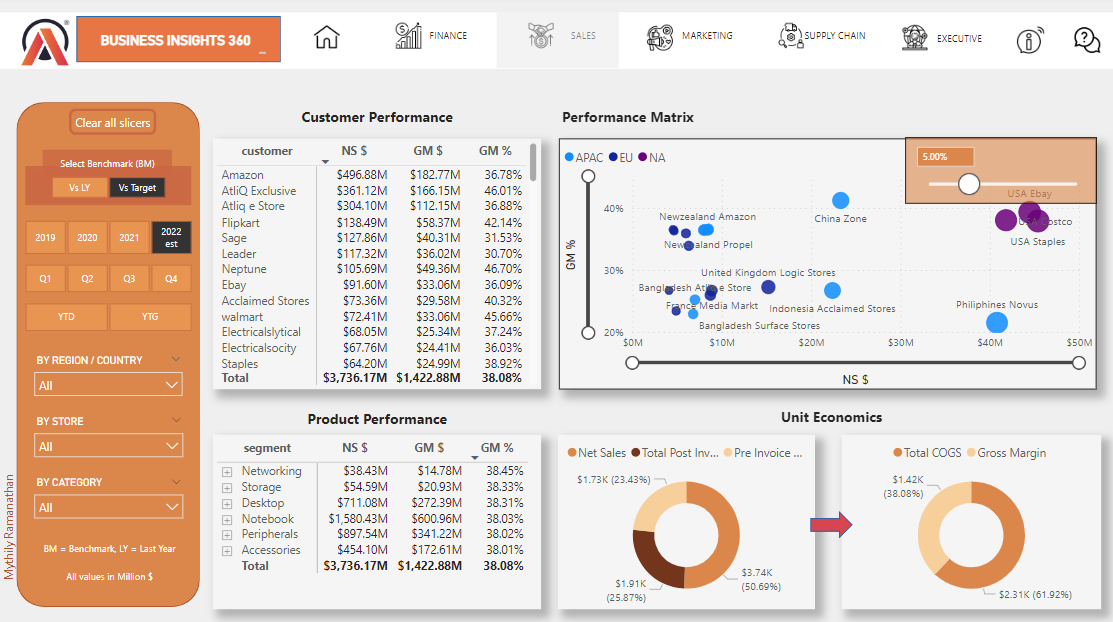 BUSINESS INSIGHTS 360 _
FINANCE
SALES
MARKETING
SUPPLY CHAIN
EXECUTIVE
Clear all slicers
Select Benchmark (BM)
Vs LY
Vs Target
2019
2020
2021
2022
est
Q1
Q2
Q3
Q4
YTD
YTG
BY REGION / COUNTRY
All
BY STORE
All
BY CATEGORY
All
BM = Benchmark, LY = Last Year
All values in Million $
Mythily Ramanathan
Customer Performance
customer NS $ GM $ GM %
Amazon $496.88M $182.77M 36.78%
AtliQ Exclusive $361.12M $166.15M 46.01%
Atliq e Store $304.10M $112.15M 36.88%
Flipkart $138.49M $58.37M 42.14%
Sage $127.86M $40.31M 31.53%
Leader $117.32M $36.02M 30.70%
Neptune $105.69M $49.36M 46.70%
Ebay $91.60M $33.06M 36.09%
Acclaimed Stores $73.36M $29.58M 40.32%
walmart $72.41M $33.06M 45.66%
Electricalslytical $68.05M $25.34M 37.24%
Electricalsocity $67.76M $24.41M 36.03%
Staples $64.20M $24.99M 38.92%
Total $3,736.17M $1,422.88M 38.08%
Performance Matrix
APAC EU NA
5.00%
GM %
40%
30%
20%
USA Ebay
China Zone
Newzealand Amazon
USA Costco
Newzealand Propel
USA Staples
United Kingdom Logic Stores
Bangladesh Atliq e Store
France Media Markt
Indonesia Acclaimed Stores
Philiphines Novus
Bangladesh Surface Stores
$0M $10M $20M $30M $40M $50M
NS $
Product Performance
segment NS $ GM $ GM %
Networking $38.43M $14.78M 38.45%
Storage $54.59M $20.93M 38.33%
Desktop $711.08M $272.39M 38.31%
Notebook $1,580.43M $600.96M 38.03%
Peripherals $897.54M $341.22M 38.02%
Accessories $454.10M $172.61M 38.01%
Total $3,736.17M $1,422.88M 38.08%
Unit Economics
Net Sales Total Post Inv... Pre Invoice ...
$1.73K (23.43%)
$1.91K
(25.87%)
$3.74K
(50.69%)
Total COGS Gross Margin
$1.42K
(38.08%)
$2.31K (61.92%)